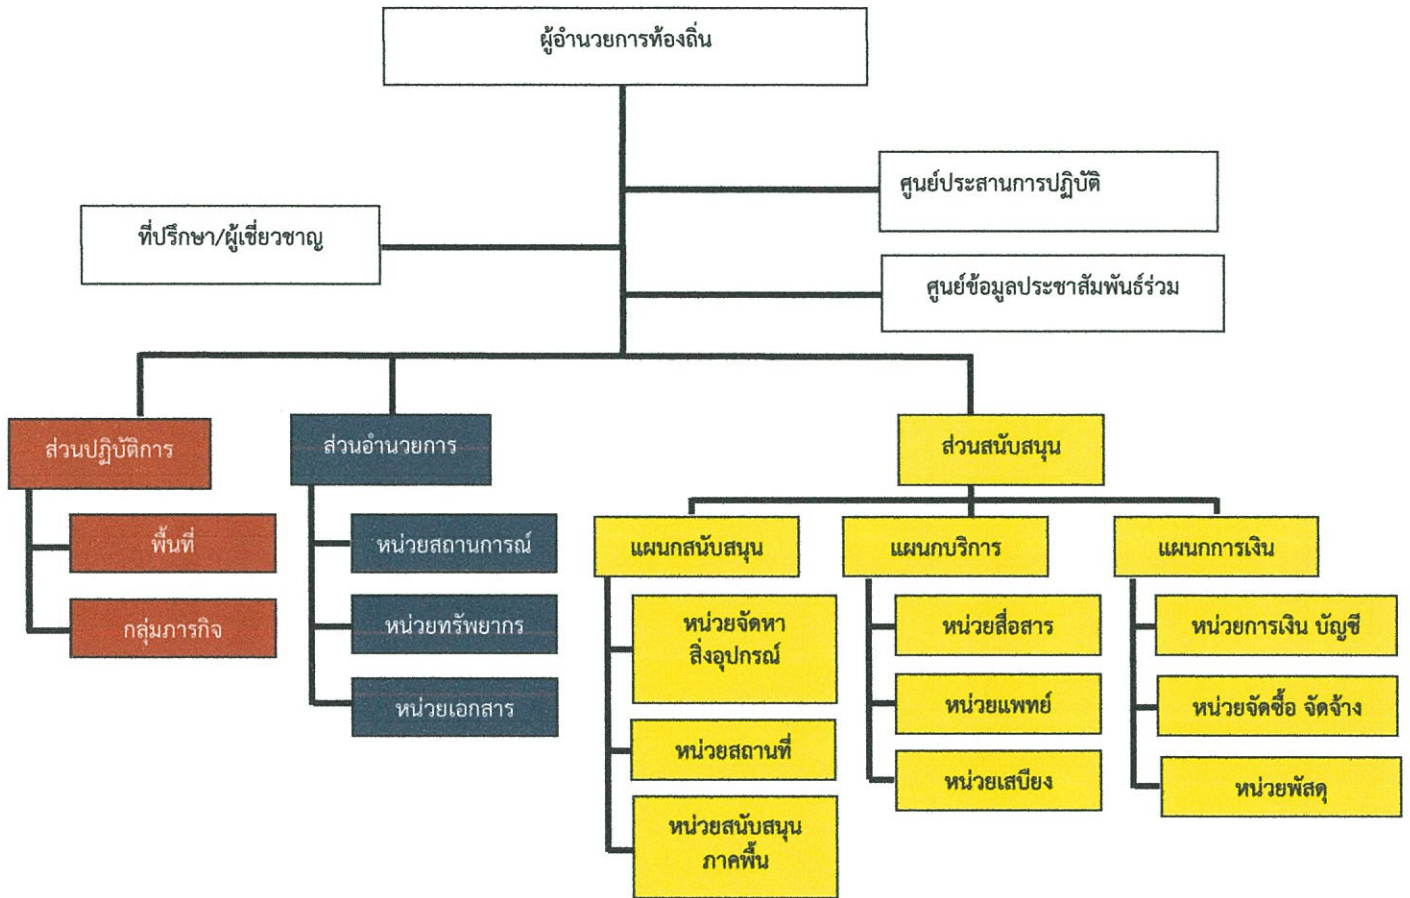 ผู้อำนวยการท้องถิ่น
ศูนย์ประสานการปฏิบัติ
ที่ปรึกษา/ผู้เชี่ยวชาญ
ศูนย์ข้อมูลประชาสัมพันธ์ร่วม
ส่วนปฏิบัติการ
พื้นที่
กลุ่มภารกิจ
ส่วนอำนวยการ
หน่วยสถานการณ์
หน่วยทรัพยากร
หน่วยเอกสาร
ส่วนสนับสนุน
แผนกสนับสนุน
หน่วยจัดหา
สิ่งอุปกรณ์
หน่วยสถานที่
หน่วยสนับสนุน
ภาคพื้น
แผนกบริการ
หน่วยสื่อสาร
หน่วยแพทย์
หน่วยเสบียง
แผนกการเงิน
หน่วยการเงิน บัญชี
หน่วยจัดซื้อ จัดจ้าง
หน่วยพัสดุ